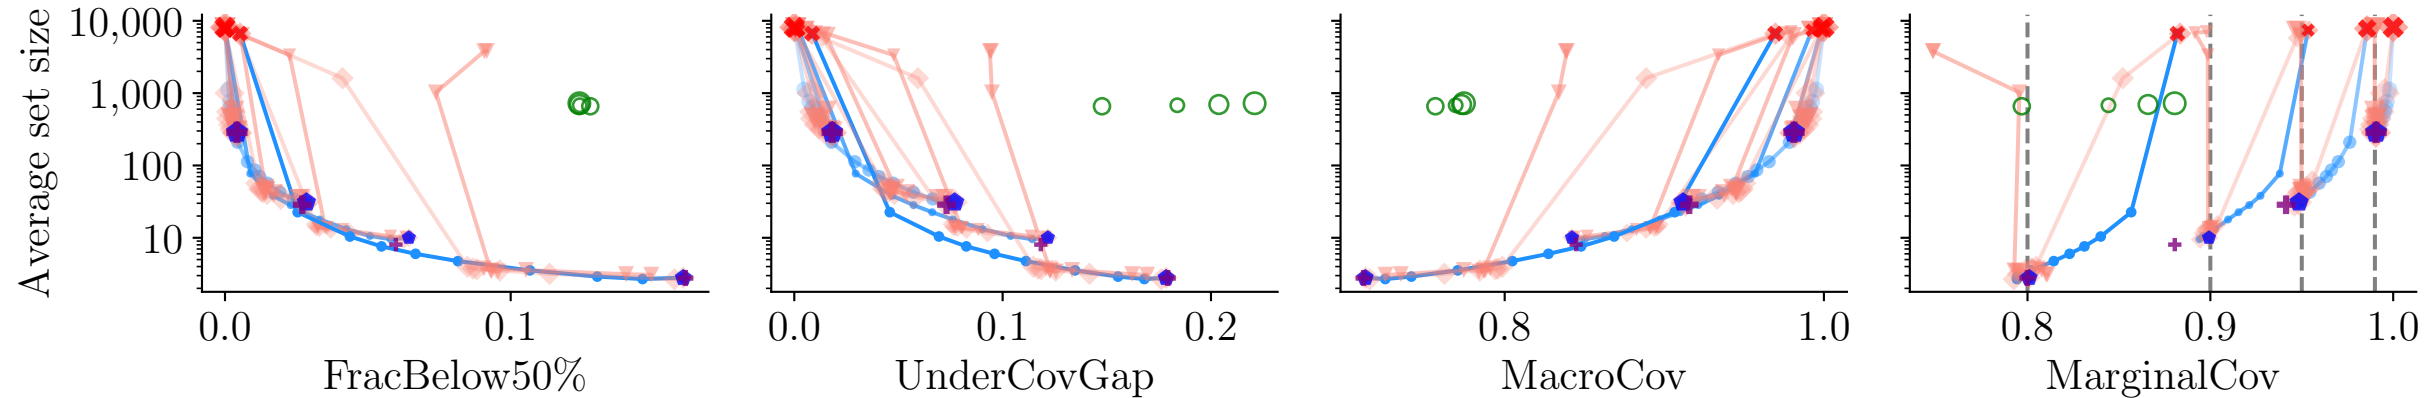 Average set size
10,000
1,000
100
10
0.0 0.1
FracBelow50%
0.0 0.1 0.2
UnderCovGap
0.8 1.0
MacroCov
0.8 0.9 1.0
MarginalCov